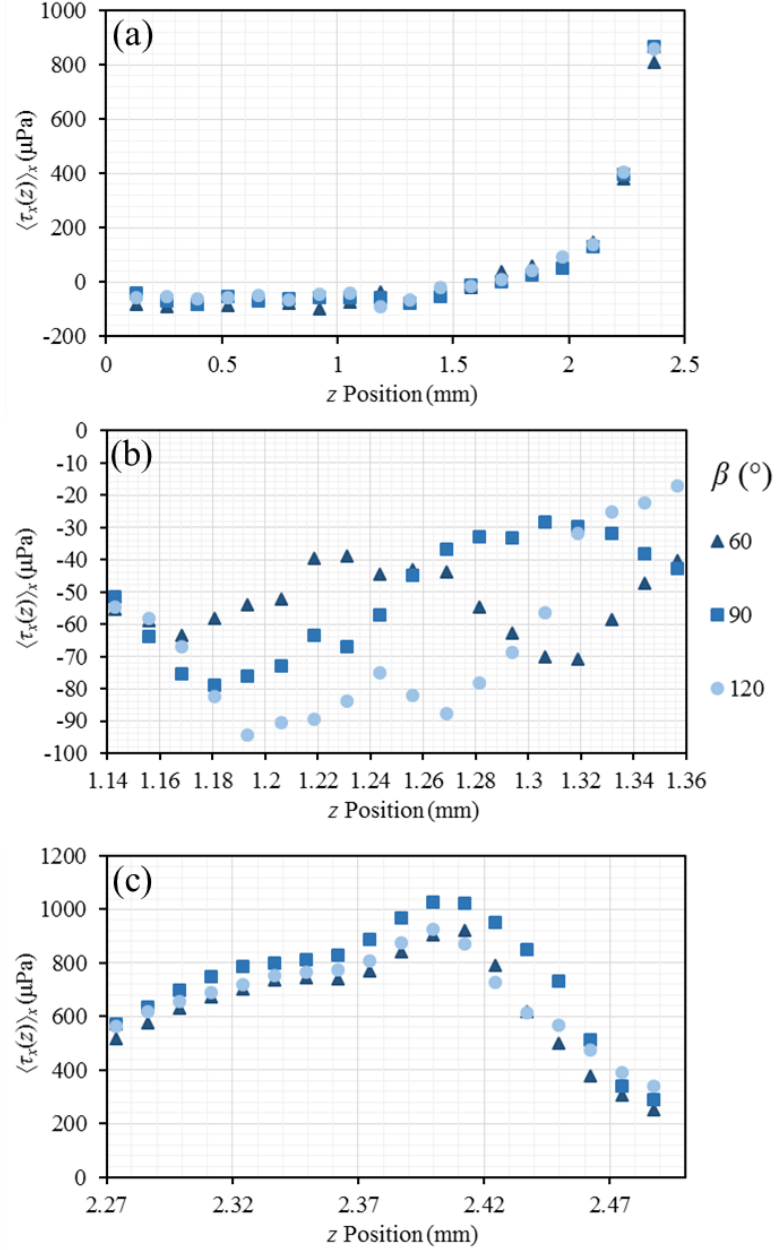 (a)
1000
800
600
400
200
0
-200
⟨τx(z)⟩x (μPa)
0 0.5 1 1.5 2 2.5
z Position (mm)
(b)
0
-10
-20
-30
-40
-50
-60
-70
-80
-90
-100
⟨τx(z)⟩x (μPa)
1.14 1.16 1.18 1.2 1.22 1.24 1.26 1.28 1.3 1.32 1.34 1.36
z Position (mm)
β (°)
60
90
120
(c)
1200
1000
800
600
400
200
0
⟨τx(z)⟩x (μPa)
2.27 2.32 2.37 2.42 2.47
z Position (mm)